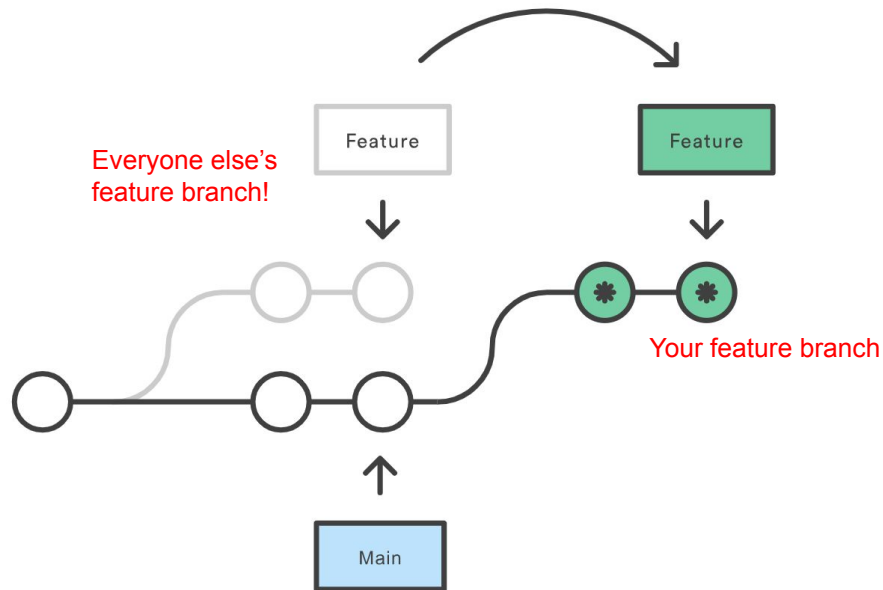 Feature
Feature
Everyone else’s
feature branch!
Your feature branch
Main